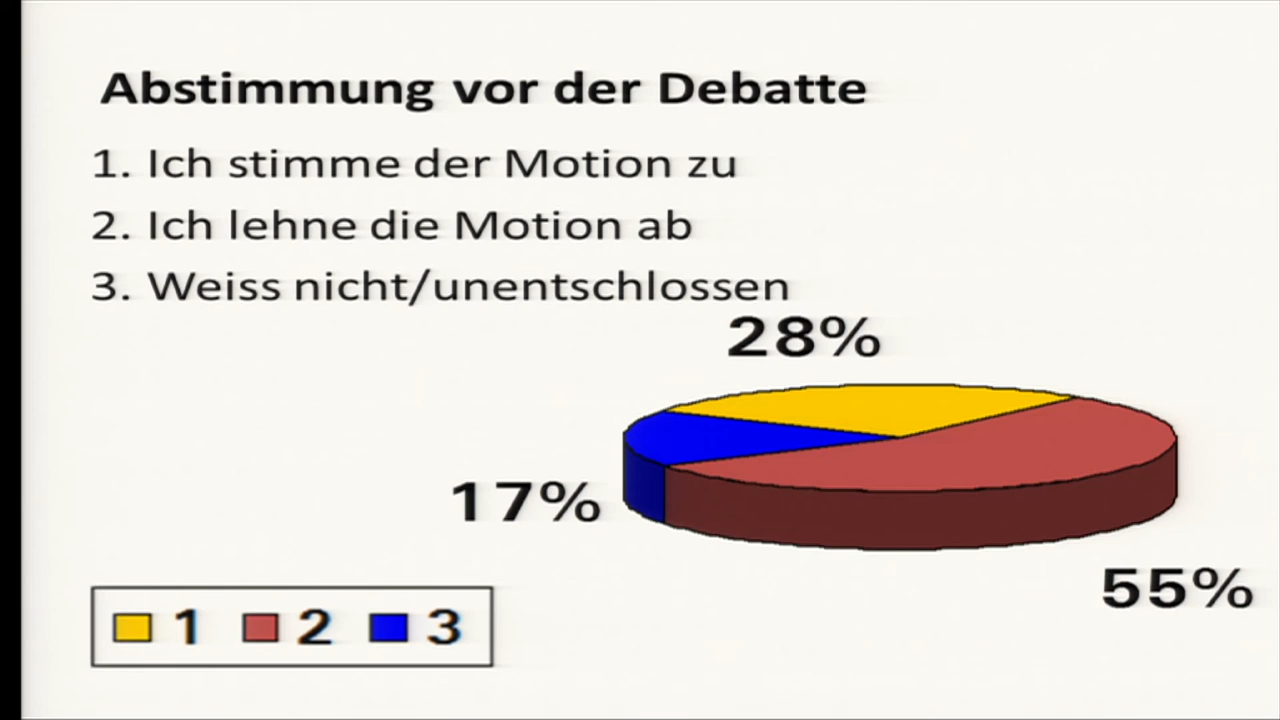 Abstimmung vor der Debatte
1. Ich stimme der Motion zu
2. Ich lehne die Motion ab
3. Weiss nicht/unentschlossen
28%
17%
55%
1 2 3